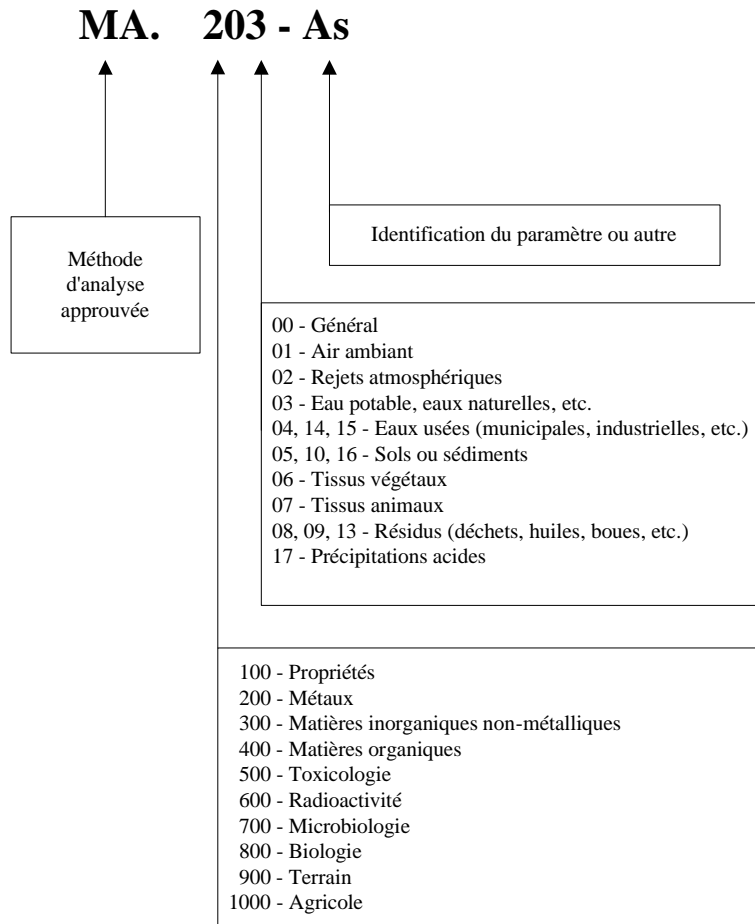 MA. 203 - As
Méthode
d'analyse
approuvée
Identification du paramètre ou autre
00 - Général
01 - Air ambiant
02 - Rejets atmosphériques
03 - Eau potable, eaux naturelles, etc.
04, 14, 15 - Eaux usées (municipales, industrielles, etc.)
05, 10, 16 - Sols ou sédiments
06 - Tissus végétaux
07 - Tissus animaux
08, 09, 13 - Résidus (déchets, huiles, boues, etc.)
17 - Précipitations acides
100 - Propriétés
200 - Métaux
300 - Matières inorganiques non-métalliques
400 - Matières organiques
500 - Toxicologie
600 - Radioactivité
700 - Microbiologie
800 - Biologie
900 - Terrain
1000 - Agricole